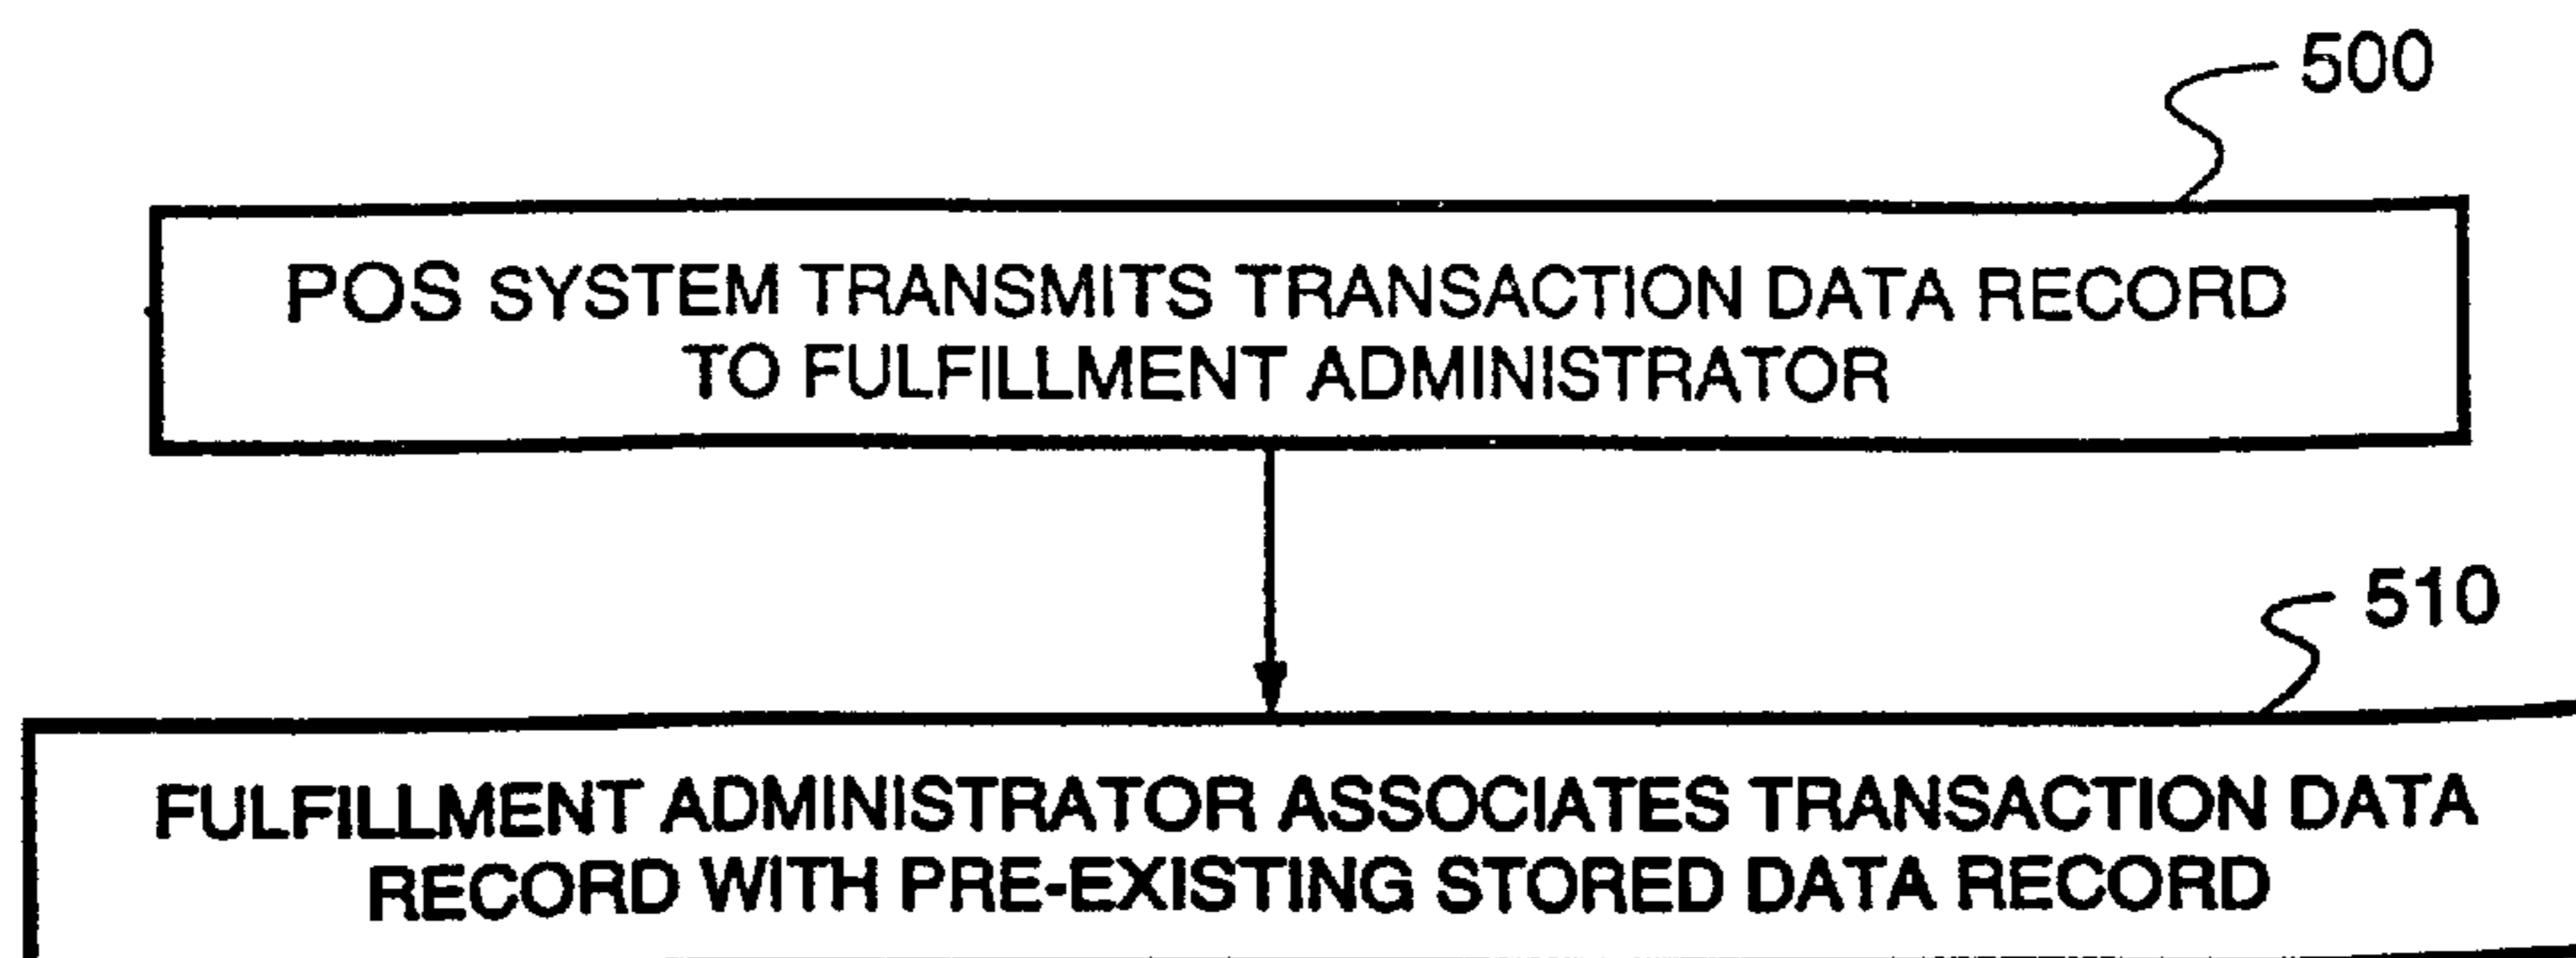 500
POS SYSTEM TRANSMITS TRANSACTION DATA RECORD
TO FULFILLMENT ADMINISTRATOR
510
FULFILLMENT ADMINISTRATOR ASSOCIATES TRANSACTION DATA
RECORD WITH PRE-EXISTING STORED DATA RECORD